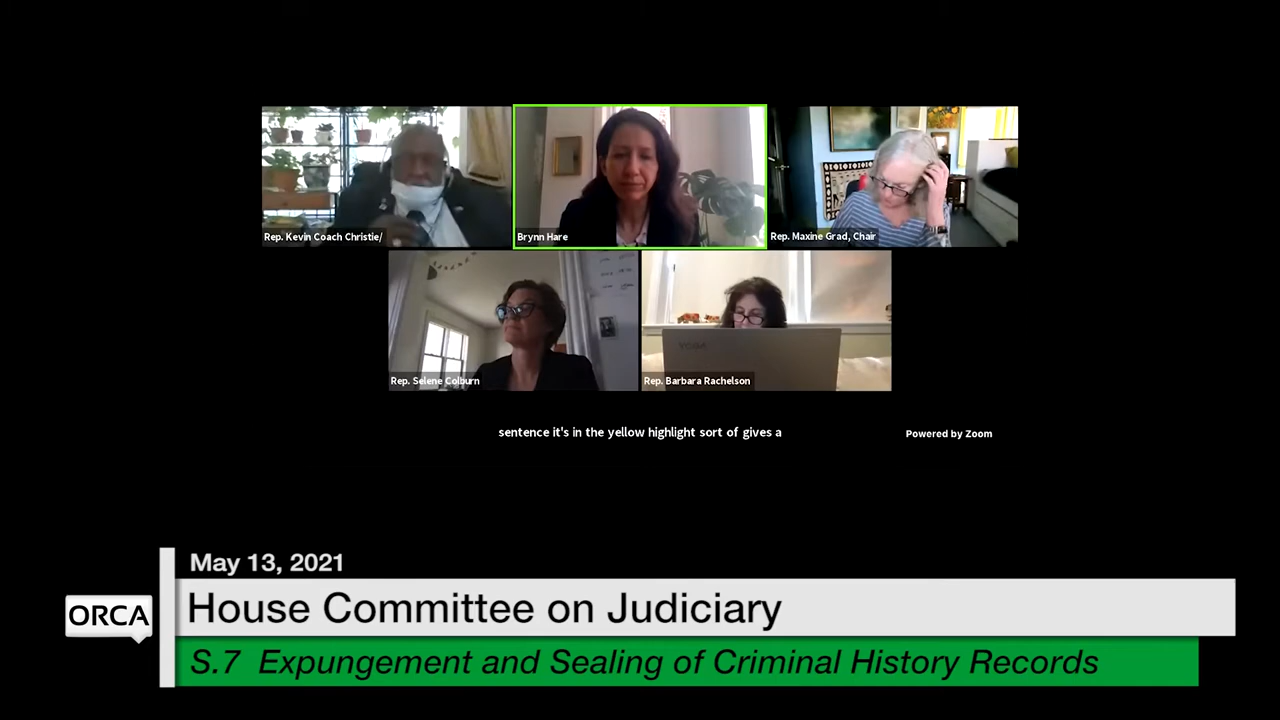 Rep. Kevin Coach Christie/
Brynn Hare
Rep. Maxine Grad, Chair
Rep. Selene Colburn
Rep. Barbara Rachelson
sentence it's in the yellow highlight sort of gives a
Powered by Zoom
May 13, 2021
ORCA
House Committee on Judiciary
S.7 Expungement and Sealing of Criminal History Records